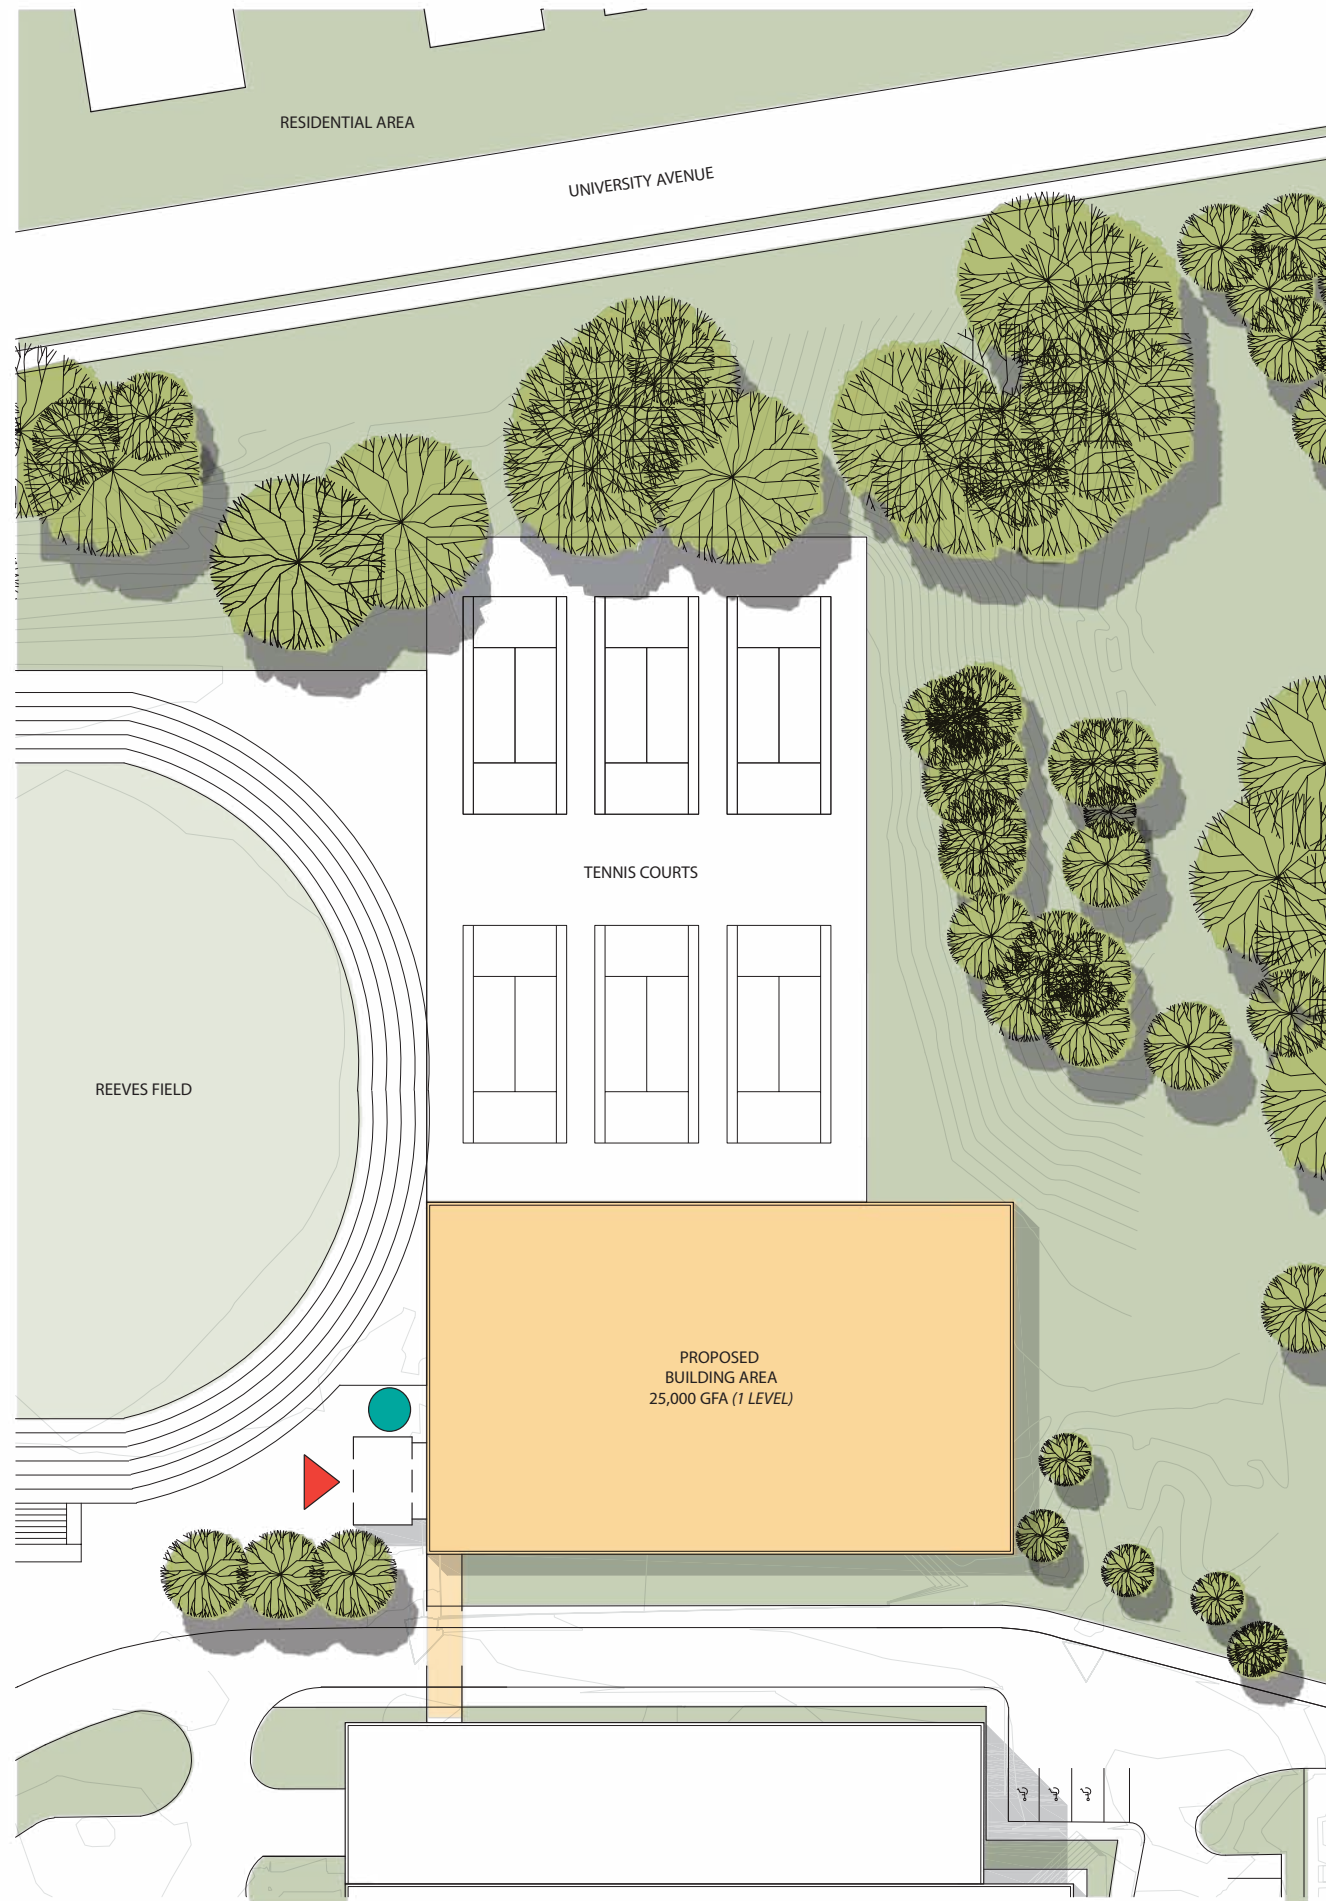 RESIDENTIAL AREA
UNIVERSITY AVENUE
TENNIS COURTS
REEVES FIELD
PROPOSED
BUILDING AREA
25,000 GFA (1 LEVEL)